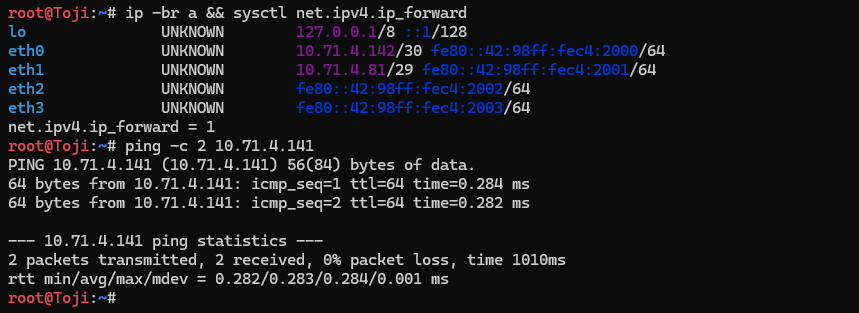 root@Toji:~# ip -br a && sysctl net.ipv4.ip_forward
lo               UNKNOWN        127.0.0.1/8 ::1/128
eth0             UNKNOWN        10.71.4.142/30 fe80::42:98ff:fec4:2000/64
eth1             UNKNOWN        10.71.4.81/29 fe80::42:98ff:fec4:2001/64
eth2             UNKNOWN        fe80::42:98ff:fec4:2002/64
eth3             UNKNOWN        fe80::42:98ff:fec4:2003/64
net.ipv4.ip_forward = 1
root@Toji:~# ping -c 2 10.71.4.141
PING 10.71.4.141 (10.71.4.141) 56(84) bytes of data.
64 bytes from 10.71.4.141: icmp_seq=1 ttl=64 time=0.284 ms
64 bytes from 10.71.4.141: icmp_seq=2 ttl=64 time=0.282 ms

--- 10.71.4.141 ping statistics ---
2 packets transmitted, 2 received, 0% packet loss, time 1010ms
rtt min/avg/max/mdev = 0.282/0.283/0.284/0.001 ms
root@Toji:~#